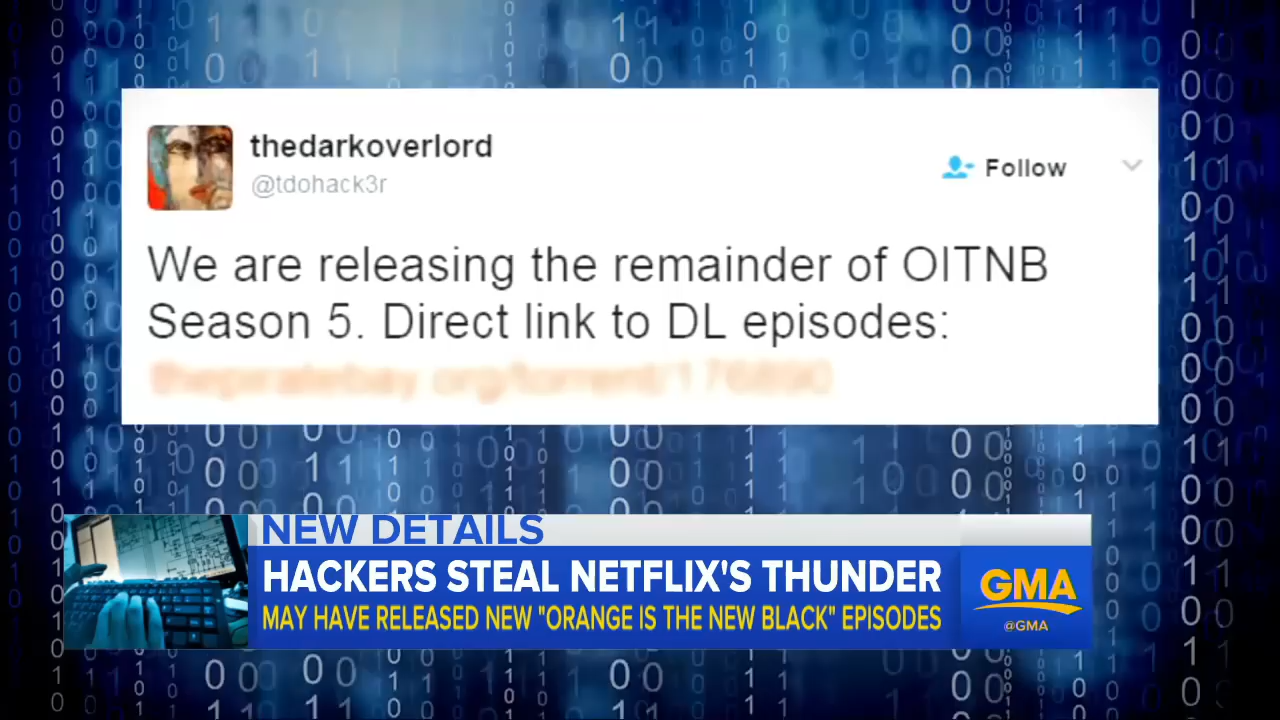 thedarkoverlord
@tdohack3r
Follow
We are releasing the remainder of OITNB
Season 5. Direct link to DL episodes:
NEW DETAILS
HACKERS STEAL NETFLIX'S THUNDER
MAY HAVE RELEASED NEW "ORANGE IS THE NEW BLACK" EPISODES
GMA
@GMA